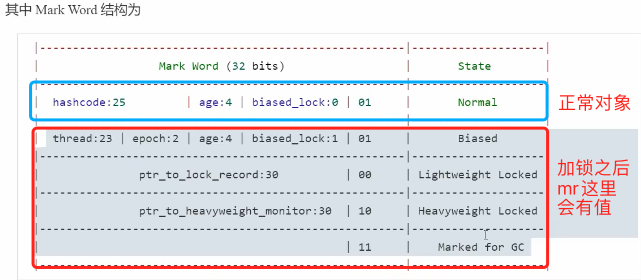 其中 Mark Word 结构为
|-------------------------------------------------------|--------------------|
| Mark Word (32 bits) | State |
|-------------------------------------------------------|--------------------|
| hashcode:25 | age:4 | biased_lock:0 | 01 | Normal | 正常对象
|-------------------------------------------------------|--------------------|
| thread:23 | epoch:2 | age:4 | biased_lock:1 | 01 | Biased |
|-------------------------------------------------------|--------------------|
| ptr_to_lock_record:30 | 00 | Lightweight Locked |
|-------------------------------------------------------|--------------------|
| ptr_to_heavyweight_monitor:30 | 10 | Heavyweight Locked |
|-------------------------------------------------------|--------------------|
| | 11 | Marked for GC |
|-------------------------------------------------------|--------------------|
加锁之后
mr这里
会有值